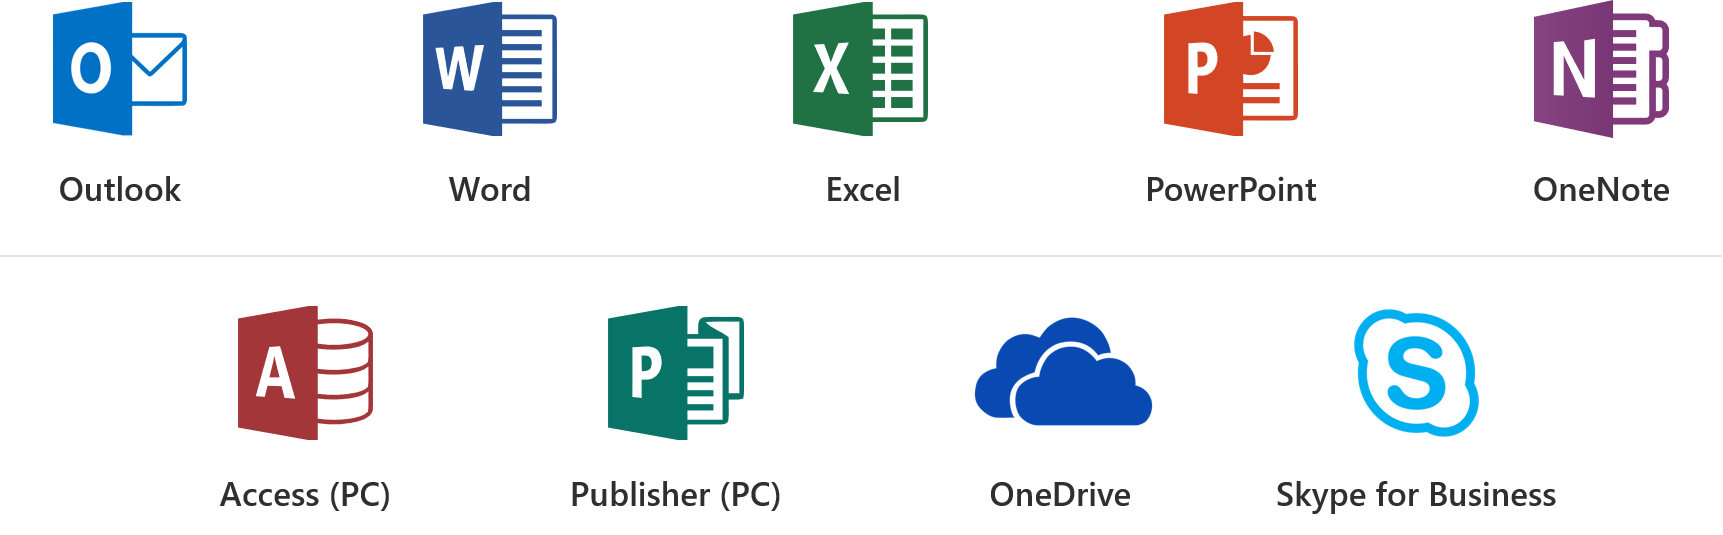 O W X P N
Outlook Word Excel PowerPoint OneNote
A P S
Access (PC) Publisher (PC) OneDrive Skype for Business